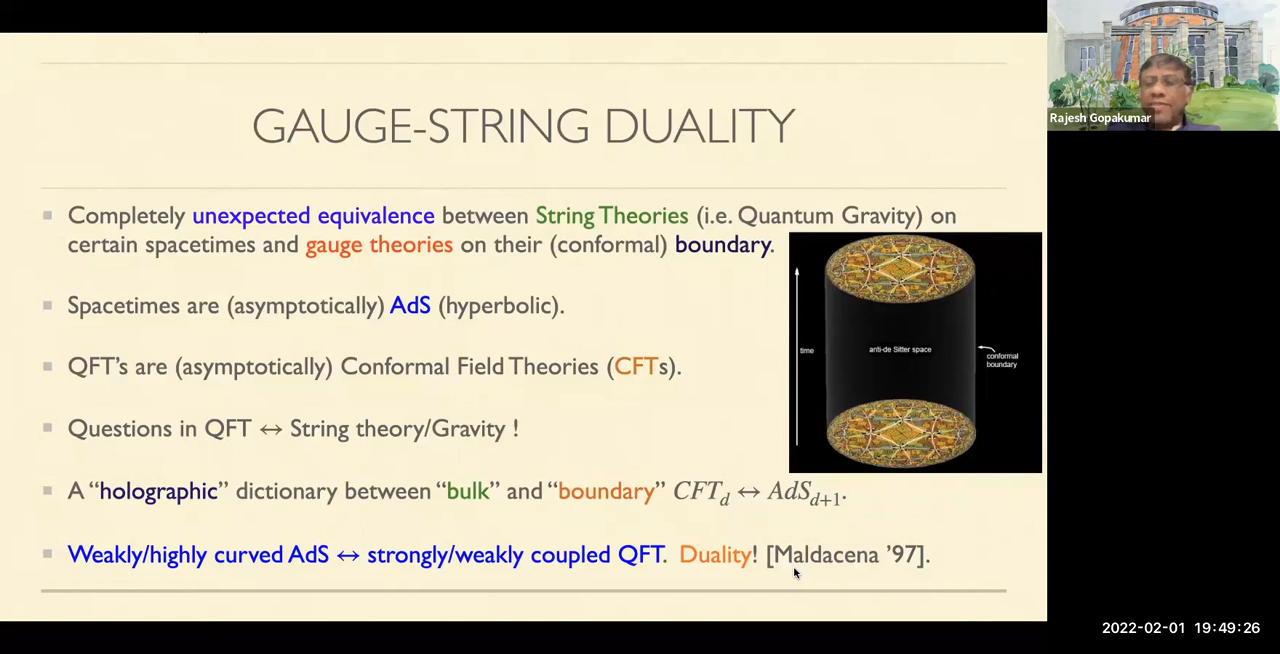 GAUGE-STRING DUALITY
Completely unexpected equivalence between String Theories (i.e. Quantum Gravity) on
certain spacetimes and gauge theories on their (conformal) boundary.
Spacetimes are (asymptotically) AdS (hyperbolic).
QFT's are (asymptotically) Conformal Field Theories (CFTs).
Questions in QFT ↔ String theory/Gravity !
A “holographic” dictionary between “bulk” and “boundary” CFT_d ↔ AdS_{d+1}.
Weakly/highly curved AdS ↔ strongly/weakly coupled QFT. Duality! [Maldacena ’97].
time
anti-de Sitter space
conformal
boundary
Rajesh Gopakumar
2022-02-01 19:49:26